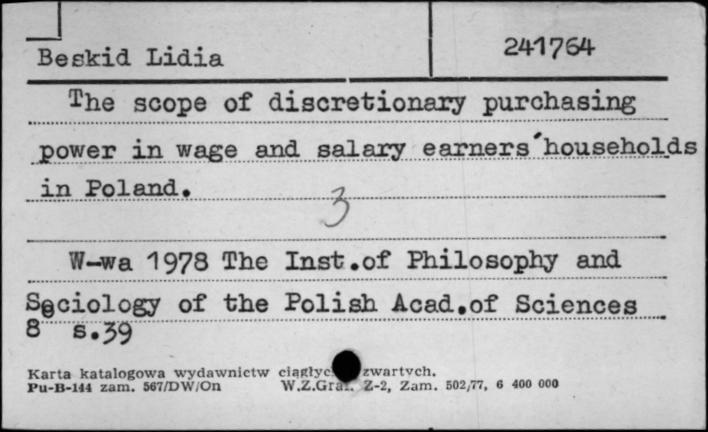 Beskid Lidia
241764
The scope of discretionary purchasing
power in wage and salary earners´households
in Poland.
3
W-wa 1978 The Inst.of Philosophy and
Sociology of the Polish Acad.of Sciences
8 s.39
Karta katalogowa wydawnictw zwartych.
Pu-B-144 zam. 567/DW/On W.Z.Graf. Z-2, Zam. 502/77, 6 400 000